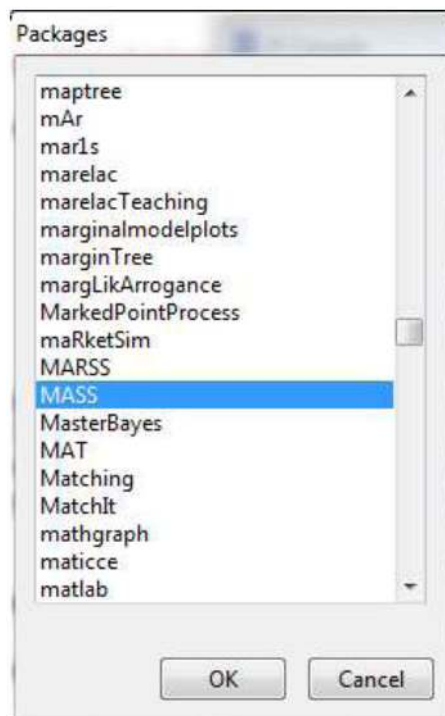 Packages
maptree
mAr
mar1s
marelac
marelacTeaching
marginalmodelplots
marginTree
margLikArrogance
MarkedPointProcess
maRketSim
MARSS
MASS
MasterBayes
MAT
Matching
MatchIt
mathgraph
maticce
matlab
OK
Cancel